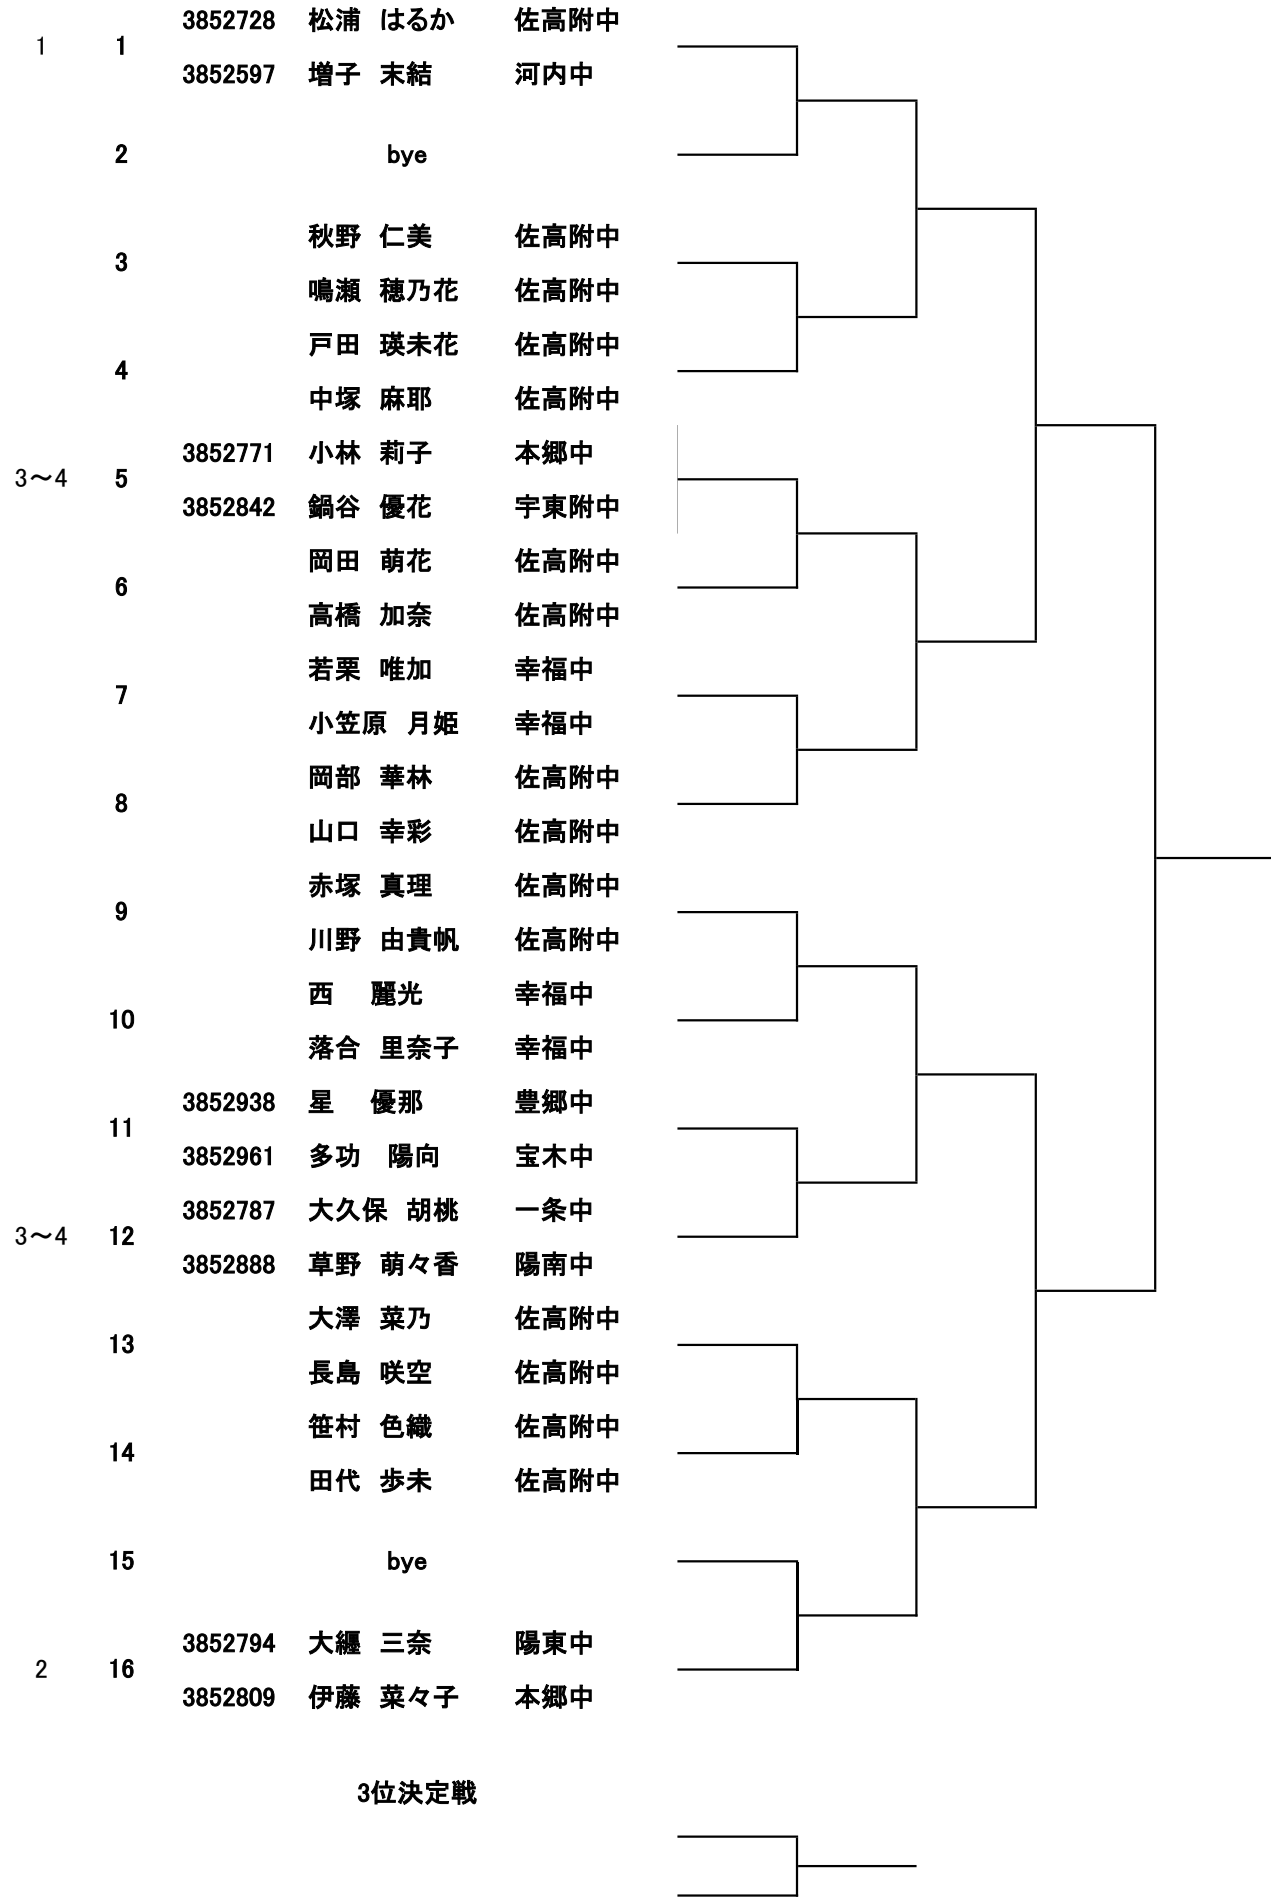 3852728 松浦 はるか 佐高附中
1 1
3852597 増子 末結 河内中
2 bye
秋野 仁美 佐高附中
3
鳴瀬 穂乃花 佐高附中
戸田 瑛未花 佐高附中
4
中塚 麻耶 佐高附中
3852771 小林 莉子 本郷中
3～4 5
3852842 鍋谷 優花 宇東附中
岡田 萌花 佐高附中
6
高橋 加奈 佐高附中
若栗 唯加 幸福中
7
小笠原 月姫 幸福中
岡部 華林 佐高附中
8
山口 幸彩 佐高附中
赤塚 真理 佐高附中
9
川野 由貴帆 佐高附中
西 麗光 幸福中
10
落合 里奈子 幸福中
3852938 星 優那 豊郷中
11
3852961 多功 陽向 宝木中
3852787 大久保 胡桃 一条中
3～4 12
3852888 草野 萌々香 陽南中
大澤 菜乃 佐高附中
13
長島 咲空 佐高附中
笹村 色織 佐高附中
14
田代 歩未 佐高附中
15 bye
3852794 大纒 三奈 陽東中
2 16
3852809 伊藤 菜々子 本郷中
3位決定戦